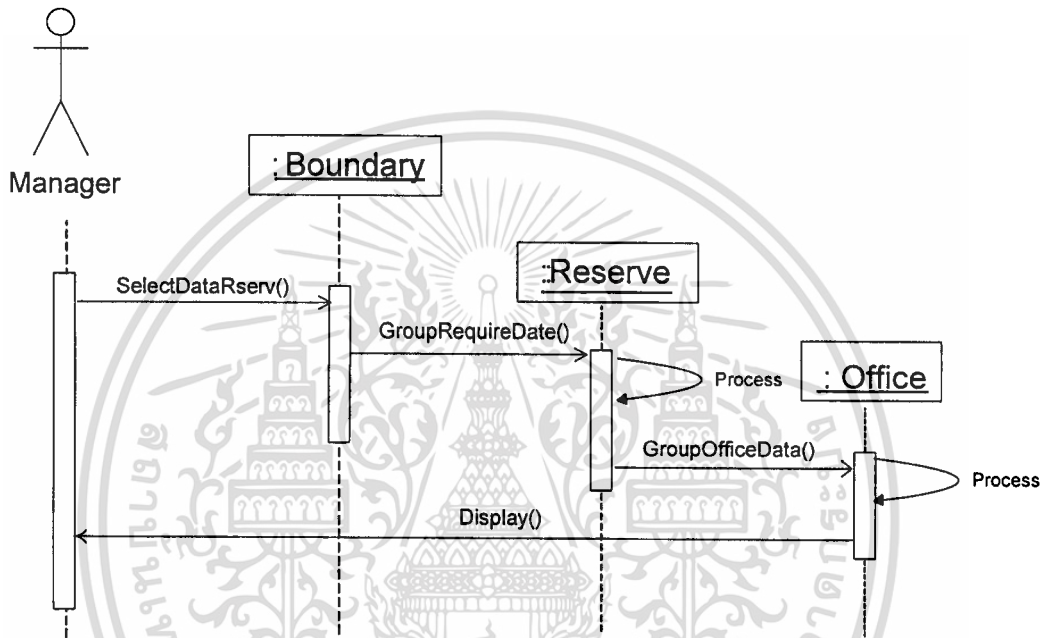 Manager
: Boundary
::Reserve
: Office
SelectDataRserv()
GroupRequireDate()
Process
GroupOfficeData()
Process
Display()